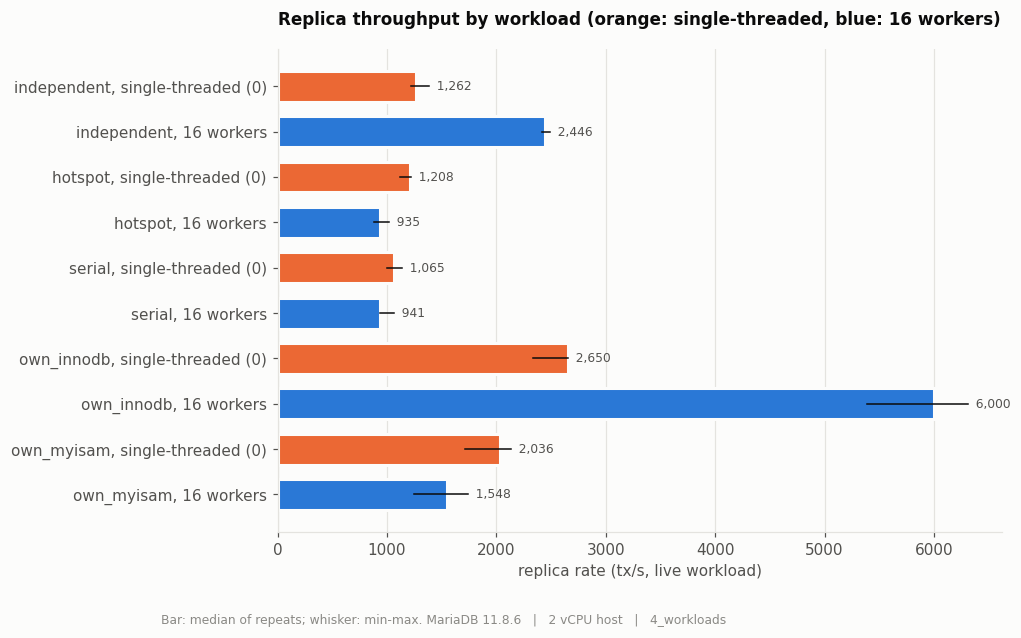 Replica throughput by workload (orange: single-threaded, blue: 16 workers)
independent, single-threaded (0) 1,262
independent, 16 workers 2,446
hotspot, single-threaded (0) 1,208
hotspot, 16 workers 935
serial, single-threaded (0) 1,065
serial, 16 workers 941
own_innodb, single-threaded (0) 2,650
own_innodb, 16 workers 6,000
own_myisam, single-threaded (0) 2,036
own_myisam, 16 workers 1,548
0 1000 2000 3000 4000 5000 6000
replica rate (tx/s, live workload)
Bar: median of repeats; whisker: min-max. MariaDB 11.8.6 | 2 vCPU host | 4_workloads